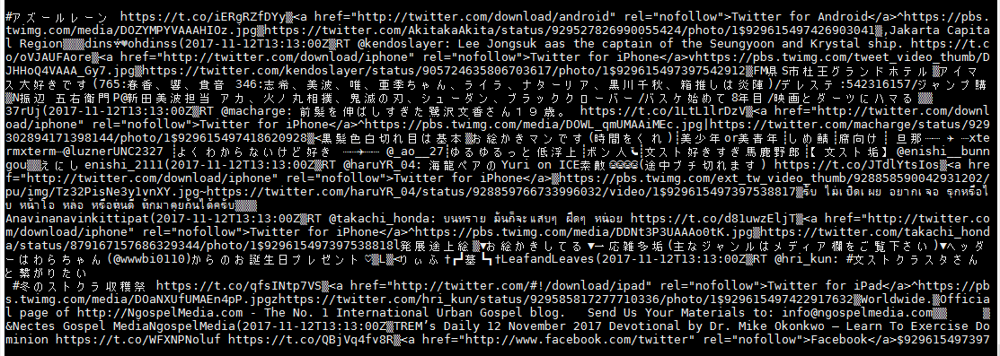 #アズールレーン https://t.co/iERgRZfDYy▒<a href="http://twitter.com/download/android" rel="nofollow">Twitter for Android</a>^https://pbs.
twimg.com/media/DOZYMPYVAAAHIOz.jpg▒https://twitter.com/AkitakaAkita/status/929527826990055424/photo/1$929615497426903041▒,Jakarta Capita
l Region▒▒▒dins ohdinss(2017-11-12T13:13:00Z▒RT @kendoslayer: Lee Jongsuk aas the captain of the Seungyoon and Krystal ship. https://t.c
o/oVJAUFAore▒<a href="http://twitter.com/download/iphone" rel="nofollow">Twitter for iPhone</a>vhttps://pbs.twimg.com/tweet_video_thumb/D
JHHoQ4VAAA_Gy7.jpg▒https://twitter.com/kendoslayer/status/905724635806703617/photo/1$929615497397542912▒FM県S市杜王グランドホテル▒アイマ
ス大好きです(765:春香、響、貴音 346:志希、美波、唯、亜季ちゃん、ライラ、ナターリア、黒川千秋、箱推しは炎陣)/デレステ:542316157/ジャンプ購
▒N振辺 五右衛門P@新田美波担当 アカ、火ノ丸相撲、鬼滅の刃、シューダン、ブラッククローバー/バスケ始めて8年目/映画とダーツにハマる▒▒
37rUj(2017-11-12T13:13:00Z▒RT @macharge: 前髪を伸ばしすぎた鷺沢文香さん19歳。 https://t.co/1LtL1lrDzV▒<a href="http://twitter.com/downl
oad/iphone" rel="nofollow">Twitter for iPhone</a>^https://pbs.twimg.com/media/DOWL_qmUMAAiMEc.jpg|https://twitter.com/macharge/status/929
302894171398144/photo/1$929615497418620928▒<黒髪色白切れ目は基本▒お絵かきマンです(時間をくれ)┊美少年or美青年┊しめ鯖┊腐向け┊旦那┈┈ ✈ ┈xte
rmxterm┈@luznerUNC2327 ┊よくわからないけど好き ┈┈✈┈┈ @_ao__27┊ゆるゆるっと低浮上┊ポン人 ┊文ト好きすぎ馬鹿野郎┊【 文スト垢 】 @enishi__bunn
gou▒▒えにし enishi_2111(2017-11-12T13:13:00Z▒RT @haruYR_04: 海龍ペアのYuri on ICE素敵 (途中ブチ切れます) https://t.co/JTdlYtsIos▒<a hre
f="http://twitter.com/download/iphone" rel="nofollow">Twitter for iPhone</a>▒https://pbs.twimg.com/ext_tw_video_thumb/928858590042931202/
pu/img/Tz32PisNe3y1vnXY.jpg~https://twitter.com/haruYR_04/status/928859766733996032/video/1$929615497397538817▒รั้บ ไม่เปิดเผย อยากเจอ รุกหรือไ
บ หน้าโอ หล่อ หรือหุ่นดี ทักมาคุยกันได้ครับ▒▒▒
Anavinanavinkittipat(2017-11-12T13:13:00Z▒RT @takachi_honda: บนทราย มันก็จะแสบๆ ฝืดๆ หน่อย https://t.co/d81uwzEljT▒<a href="http://twitter.co
m/download/iphone" rel="nofollow">Twitter for iPhone</a>^https://pbs.twimg.com/media/DDNt3P3UAAAo0tK.jpg▒https://twitter.com/takachi_hond
a/status/879167157686329344/photo/1$929615497397538818l発展途上絵▒▼お絵かきしてる ▼一応雑多垢(主なジャンルはメディア欄をご覧下さい)▼ヘッダ
ーはわらちゃん(@wwwbi0110)からのお誕生日プレゼント♡▒L▒<りぃふ†┏┛墓┗┓†LeafandLeaves(2017-11-12T13:13:00Z▒RT @hri_kun: #文ストクラスタさん
と繋がりたい
 #冬のストクラ収穫祭 https://t.co/qfsINtp7VS▒<a href="http://twitter.com/#!/download/ipad" rel="nofollow">Twitter for iPad</a>^https://pb
s.twimg.com/media/DOaNXUfUMAEn4pP.jpgzhttps://twitter.com/hri_kun/status/929585817277710336/photo/1$929615497422917632▒Worldwide.▒Officia
l page of http://NgospelMedia.com - The No. 1 International Urban Gospel blog.   Send Us Your Materials to: info@ngospelmedia.com▒▒ ▒
&Nectes Gospel MediaNgospelMedia(2017-11-12T13:13:00Z▒TREM's Daily 12 November 2017 Devotional by Dr. Mike Okonkwo – Learn To Exercise Do
minion https://t.co/WFXNPNoluf https://t.co/QBjVq4fv8R▒<a href="http://www.facebook.com/twitter" rel="nofollow">Facebook</a>$929615497397